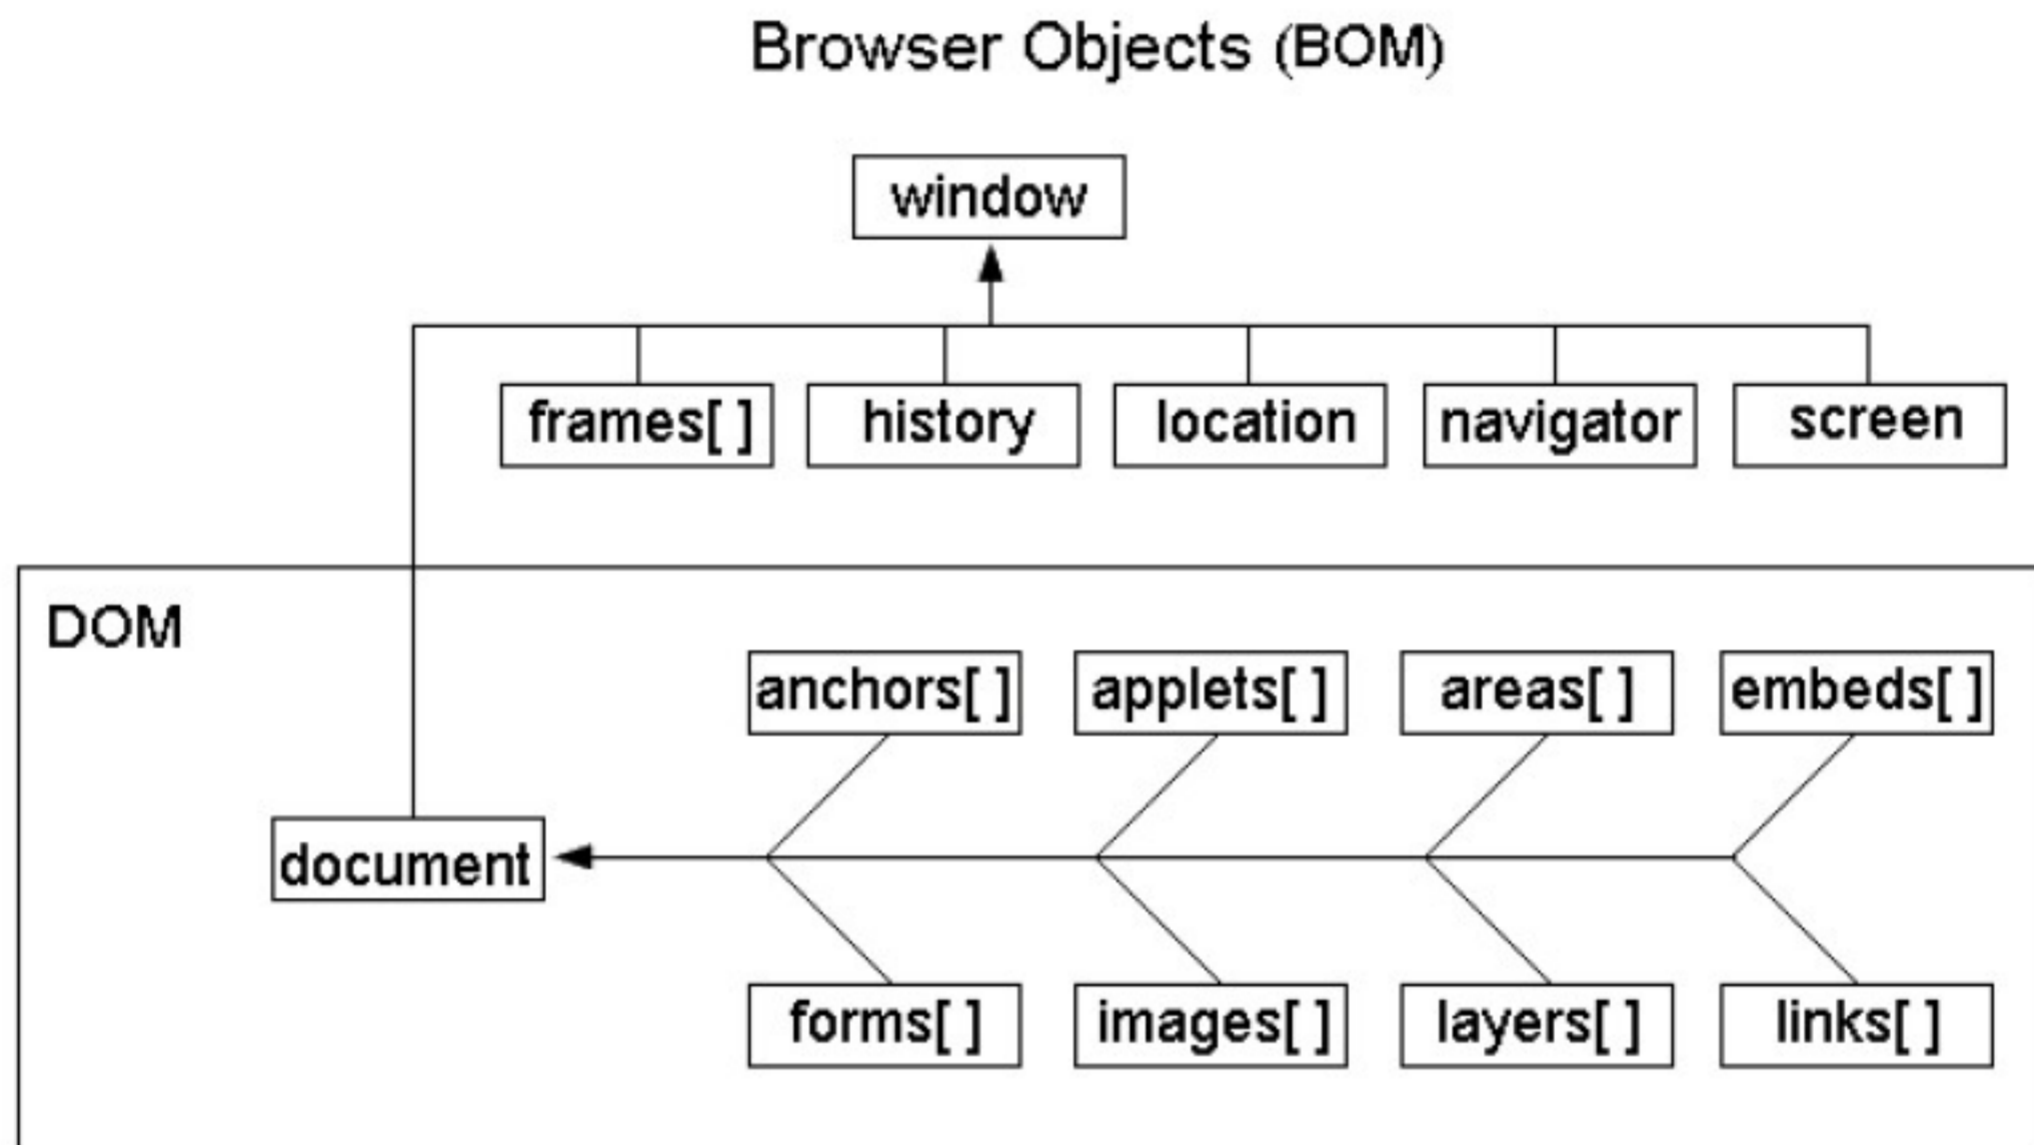 Browser Objects (BOM)
window
frames[ ]
history
location
navigator
screen
DOM
anchors[ ]
applets[ ]
areas[ ]
embeds[ ]
document
forms[ ]
images[ ]
layers[ ]
links[ ]